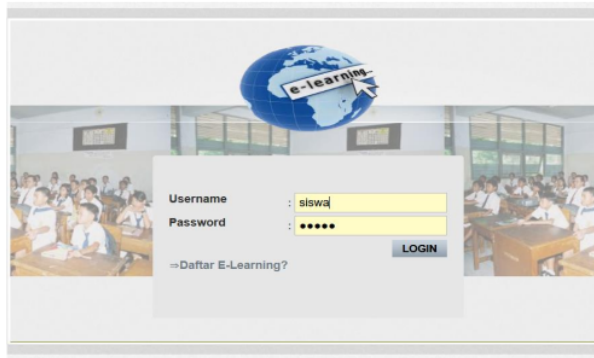 e-learning
Username : siswa
Password : •••••
LOGIN
⇒Daftar E-Learning?